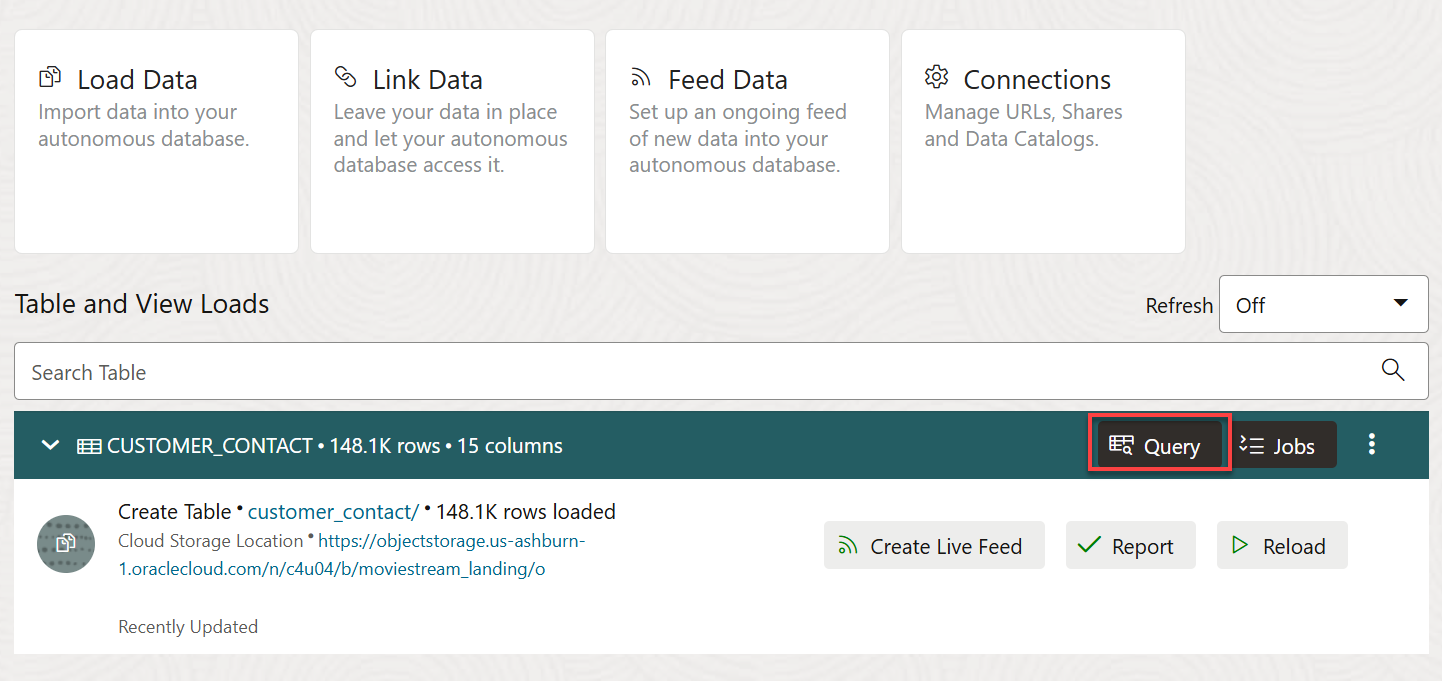 Load Data
Import data into your
autonomous database.
Link Data
Leave your data in place
and let your autonomous
database access it.
Feed Data
Set up an ongoing feed
of new data into your
autonomous database.
Connections
Manage URLs, Shares
and Data Catalogs.
Table and View Loads
Refresh Off
Search Table
CUSTOMER_CONTACT • 148.1K rows • 15 columns Query Jobs
Create Table • customer_contact/ • 148.1K rows loaded
Cloud Storage Location • https://objectstorage.us-ashburn-
1.oraclecloud.com/n/c4u04/b/moviestream_landing/o
Create Live Feed Report Reload
Recently Updated